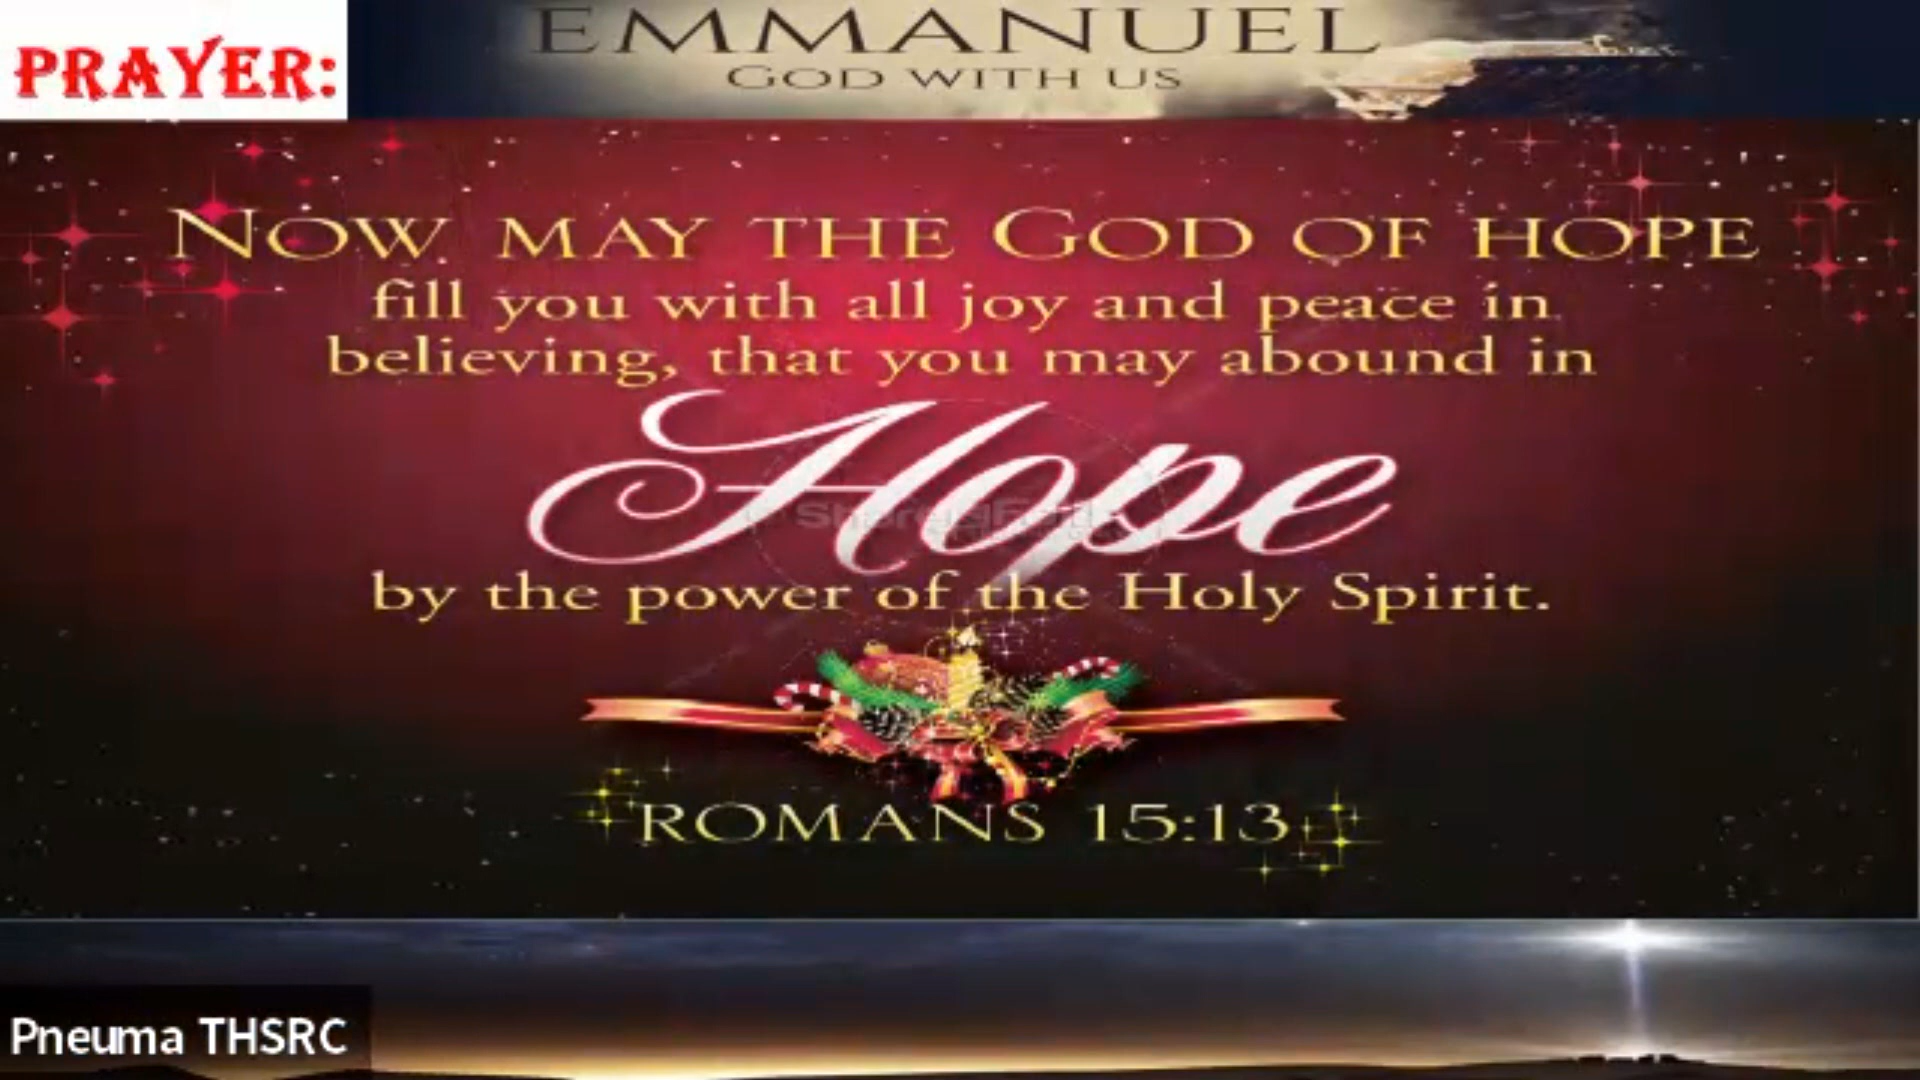 PRAYER:
EMMANUEL
GOD WITH US
NOW MAY THE GOD OF HOPE
fill you with all joy and peace in
believing, that you may abound in
Hope
by the power of the Holy Spirit.
ROMANS 15:13
Pneuma THSRC